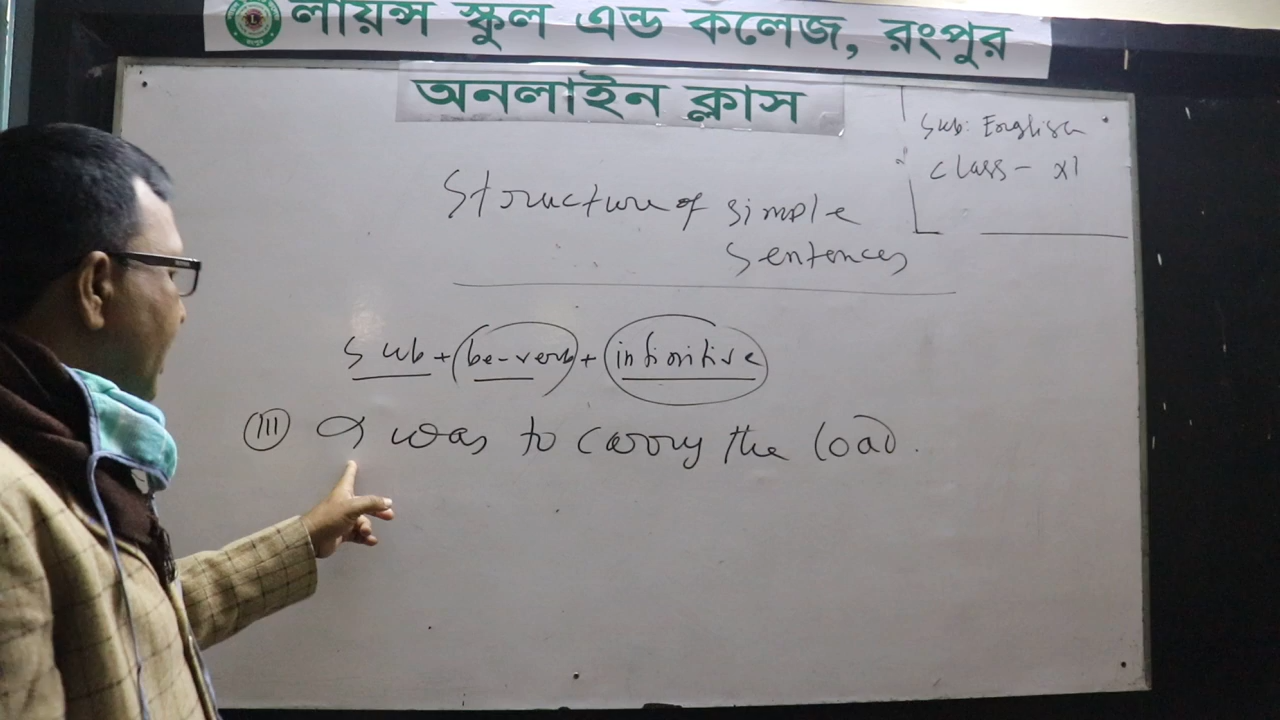 লায়ন্স স্কুল এন্ড কলেজ, রংপুর
অনলাইন ক্লাস
Sub: English
class- XI
Structure of simple
sentences
Sub + be-verb + infinitive
(III) I was to carry the load.